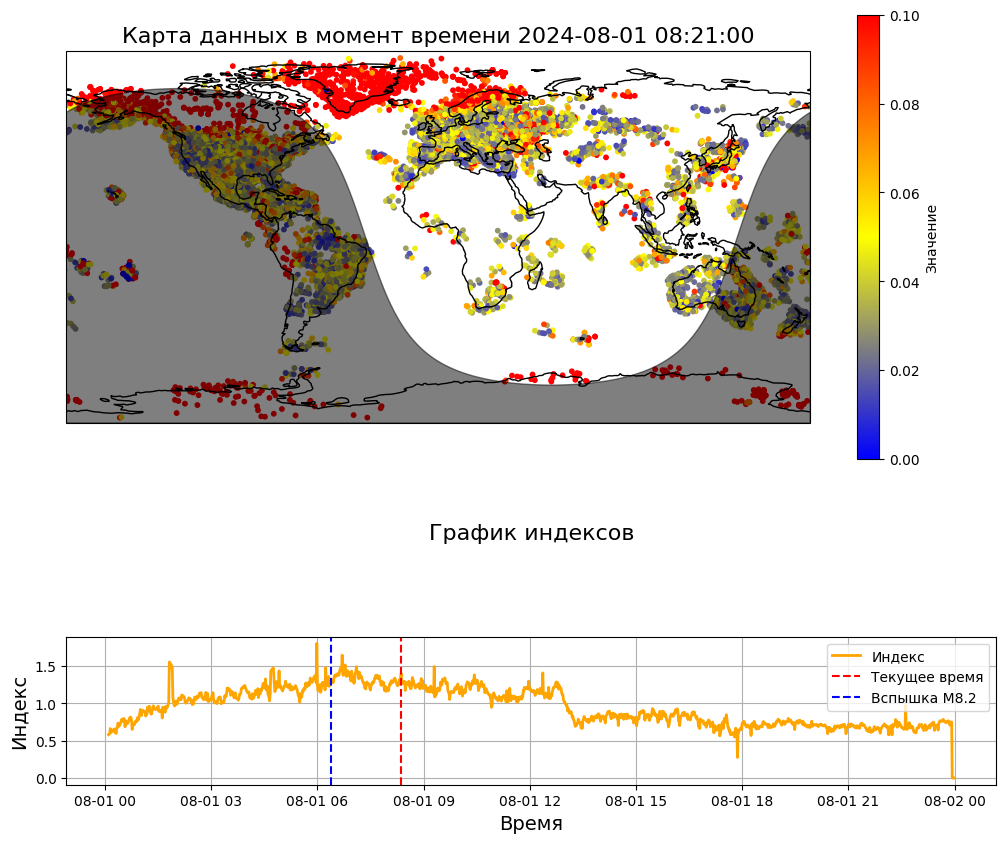 Карта данных в момент времени 2024-08-01 08:21:00
0.10
0.08
0.06
0.04
0.02
0.00
Значение
График индексов
Индекс
1.5
1.0
0.5
0.0
Индекс
Текущее время
Вспышка M8.2
08-01 00 08-01 03 08-01 06 08-01 09 08-01 12 08-01 15 08-01 18 08-01 21 08-02 00
Время